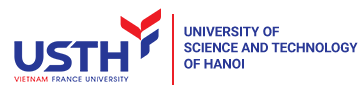 USTH
VIETNAM FRANCE UNIVERSITY
UNIVERSITY OF
SCIENCE AND TECHNOLOGY
OF HANOI